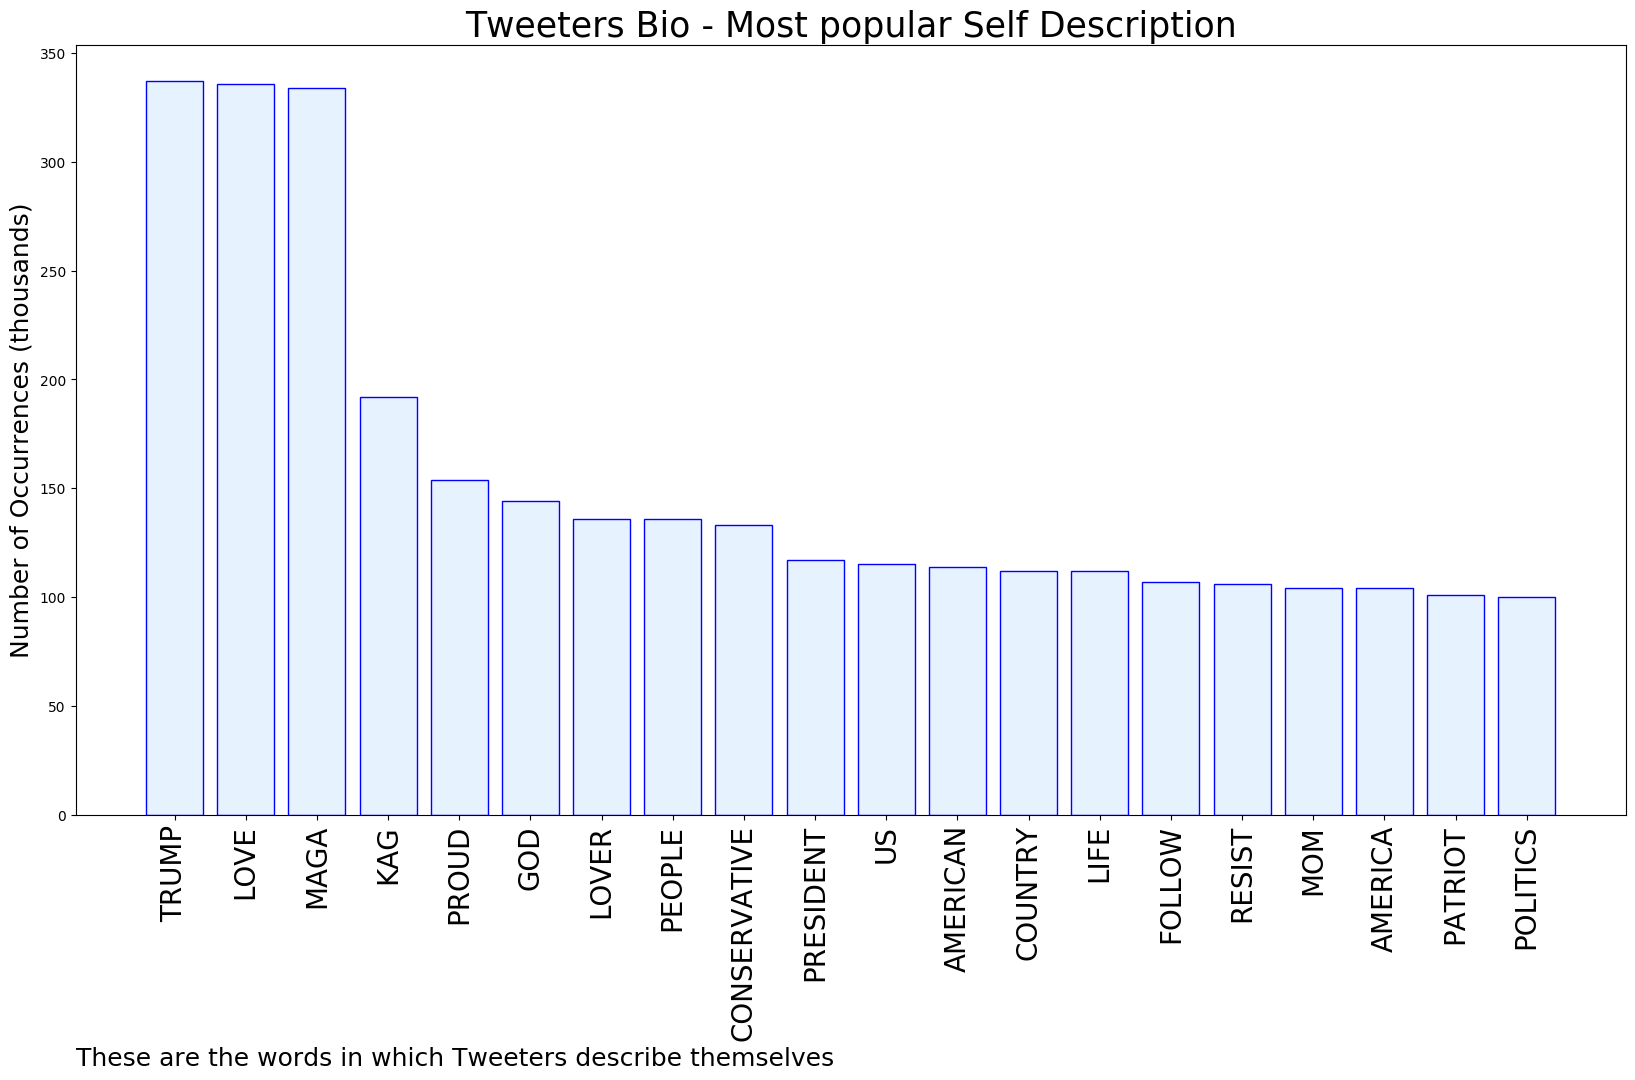 Tweeters Bio - Most popular Self Description
Number of Occurrences (thousands)
350
300
250
200
150
100
50
0
TRUMP
LOVE
MAGA
KAG
PROUD
GOD
LOVER
PEOPLE
CONSERVATIVE
PRESIDENT
US
AMERICAN
COUNTRY
LIFE
FOLLOW
RESIST
MOM
AMERICA
PATRIOT
POLITICS
These are the words in which Tweeters describe themselves